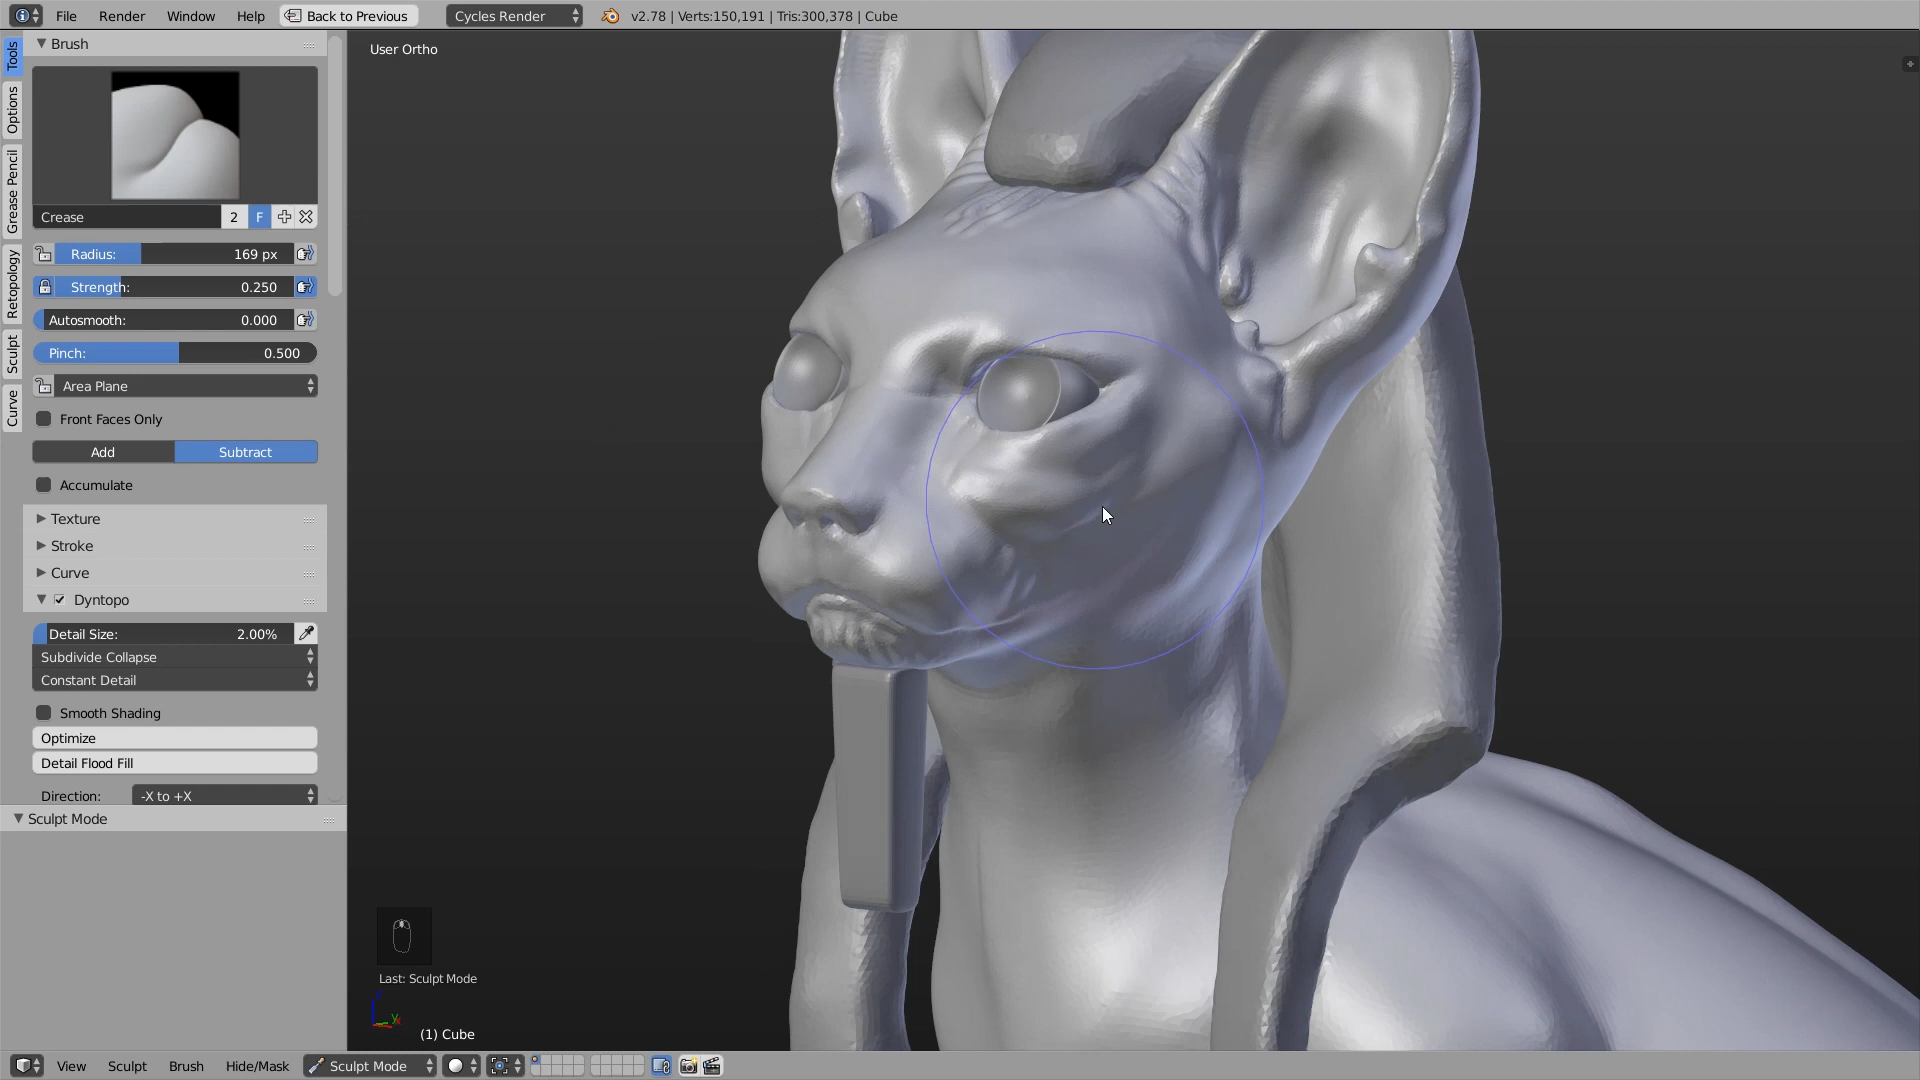 File Render Window Help Back to Previous Cycles Render v2.78 | Verts:150,191 | Tris:300,378 | Cube
Tools
Options
Grease Pencil
Retopology
Sculpt
Curve
Brush
Crease 2 F
Radius: 169 px
Strength: 0.250
Autosmooth: 0.000
Pinch: 0.500
Area Plane
Front Faces Only
Add Subtract
Accumulate
Texture
Stroke
Curve
Dyntopo
Detail Size: 2.00%
Subdivide Collapse
Constant Detail
Smooth Shading
Optimize
Detail Flood Fill
Direction: -X to +X
Sculpt Mode
User Ortho
Last: Sculpt Mode
(1) Cube
View Sculpt Brush Hide/Mask Sculpt Mode